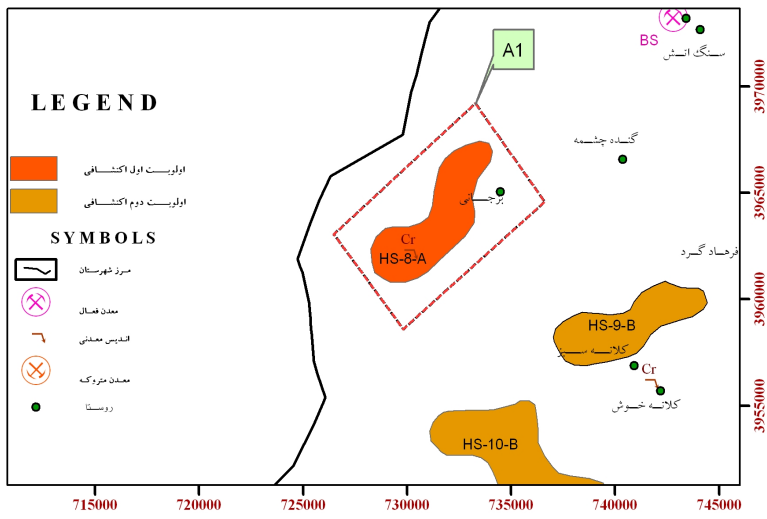 BS
سنگ آتش
A1
3970000
LEGEND
گنده چشمه
اولویت اول اکتشافی
3965000
برجانی
اولویت دوم اکتشافی
SYMBOLS
Cr
HS-8-A
فرهاد گرد
مرز شهرستان
3960000
معدن فعال
HS-9-B
اندیس معدنی
کلاته سبز
Cr
معدن متروکه
کلاته خوش
روستا
3955000
HS-10-B
715000
720000
725000
730000
735000
740000
745000